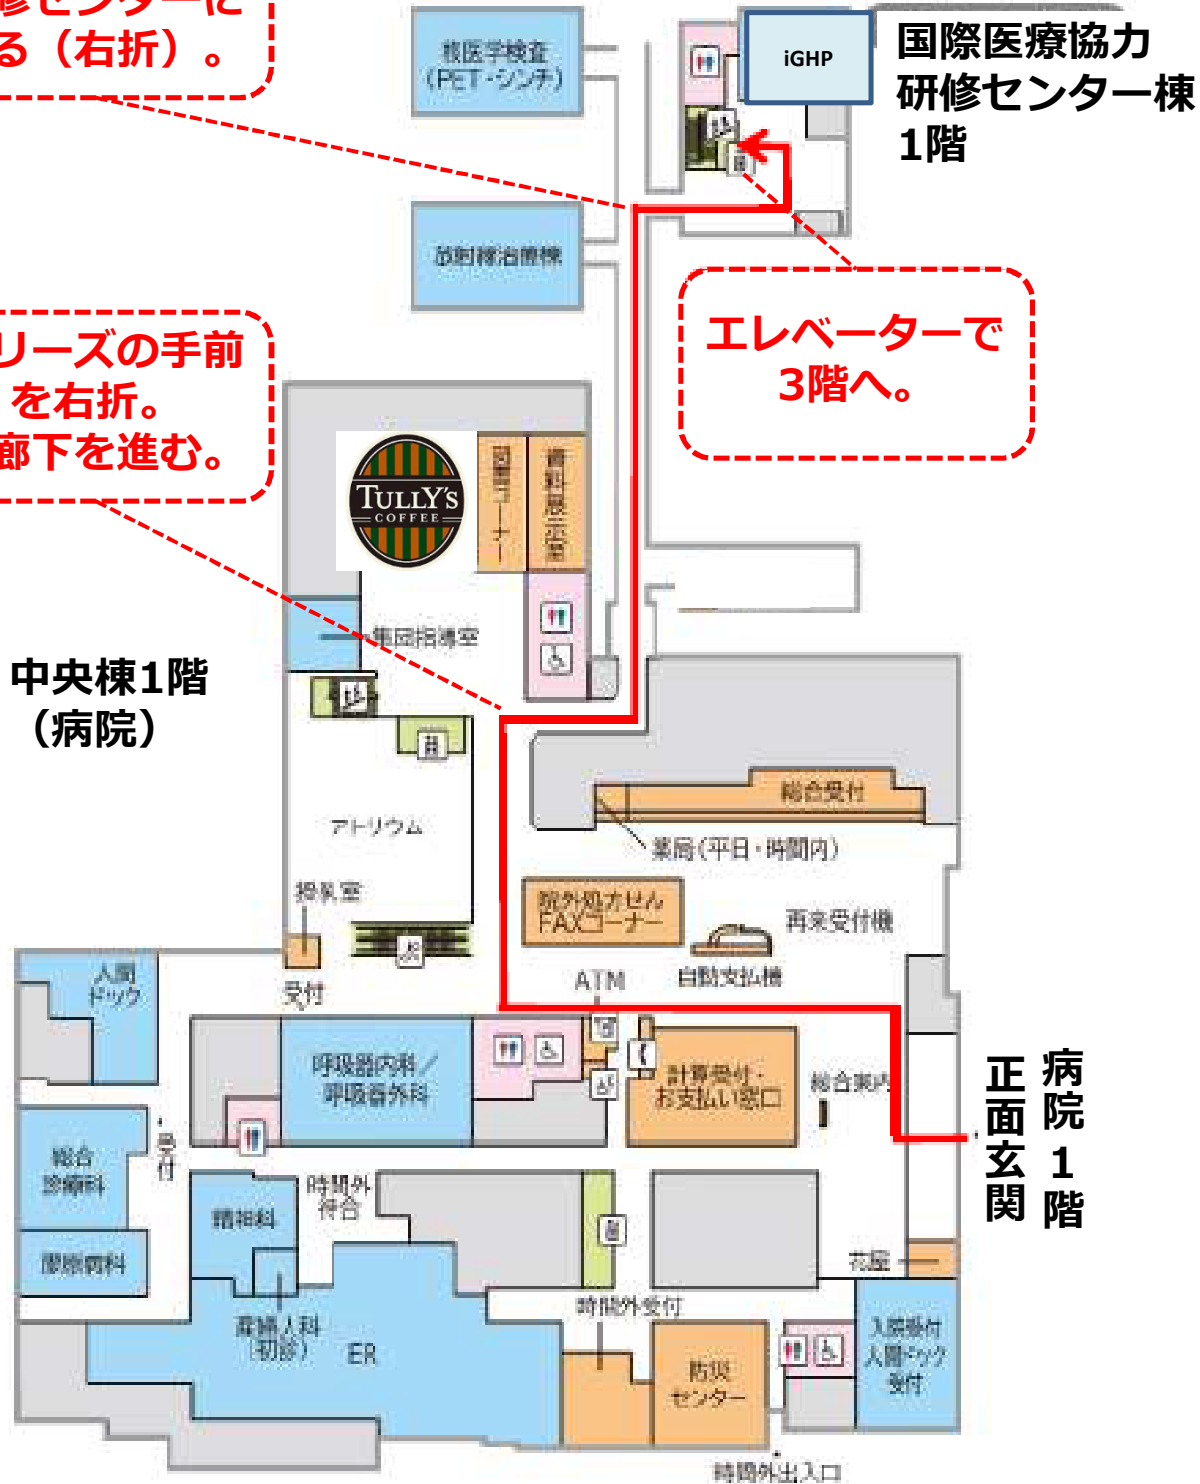 修センターに
る（右折）。
核医学検査
（PET・シンチ）
iGHP
国際医療協力
研修センター棟
1階
放射線治療棟
エレベーターで
3階へ。
リーズの手前
を右折。
廊下を進む。
TULLY'S
COFFEE
図書コーナー
資料展示室
集団指導室
中央棟1階
（病院）
総合受付
薬局（平日・時間内）
アトリウム
授乳室
院外処方せん
FAXコーナー
再来受付機
自動支払機
ATM
受付
人間
ドック
呼吸器内科／
呼吸器外科
計算受付・
お支払い窓口
総合案内
病院1階
正面玄関
受付
総合
診療科
膠原病科
精神科
時間外
待合
花屋
産婦人科
（初診）
ER
時間外受付
防災
センター
入院受付
人間ドック
受付
時間外出入口